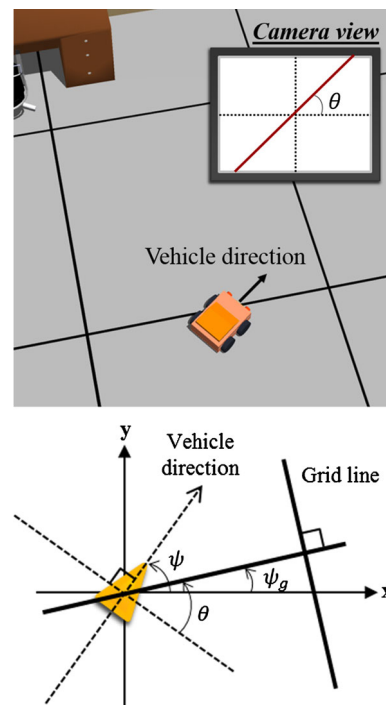 Camera view
θ
Vehicle direction
y
Vehicle
direction
Grid line
ψ
ψg
x
θ